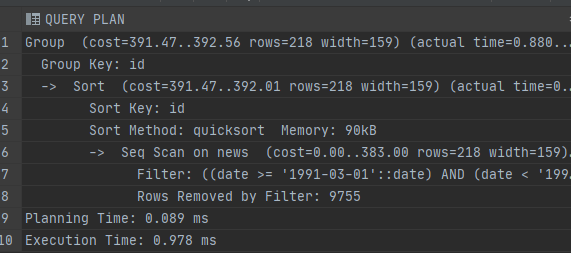 QUERY PLAN
1 Group (cost=391.47..392.56 rows=218 width=159) (actual time=0.880..
2 Group Key: id
3 -> Sort (cost=391.47..392.01 rows=218 width=159) (actual time=0..
4 Sort Key: id
5 Sort Method: quicksort Memory: 90kB
6 -> Seq Scan on news (cost=0.00..383.00 rows=218 width=159)
7 Filter: ((date >= '1991-03-01'::date) AND (date < '199
8 Rows Removed by Filter: 9755
9 Planning Time: 0.089 ms
10 Execution Time: 0.978 ms